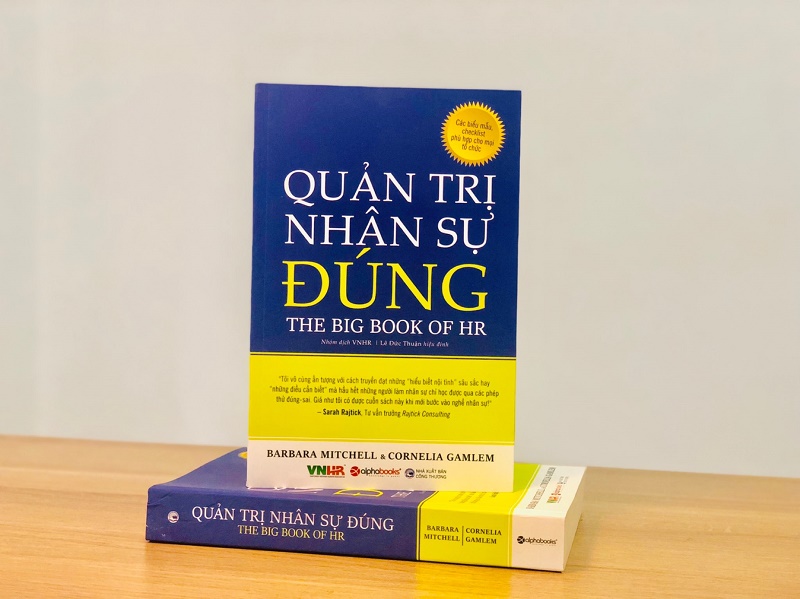 Các biểu mẫu,
checklist
phù hợp cho mọi
tổ chức
QUẢN TRỊ
NHÂN SỰ
ĐÚNG
THE BIG BOOK OF HR
Nhóm dịch VNHR | Lê Đức Thuận hiệu đính
"Tôi vô cùng ấn tượng với cách truyền đạt những "hiểu biết nội tình" sâu sắc hay
"những điều cần biết" mà hầu hết những người làm nhân sự chỉ học được qua các phép
thử đúng-sai. Giá như tôi có được cuốn sách này khi mới bước vào nghề nhân sự!"
– Sarah Rajtick, Tư vấn trưởng Rajtick Consulting
BARBARA MITCHELL & CORNELIA GAMLEM
VNHR alphabooks NHÀ XUẤT BẢN
CÔNG THƯƠNG
QUẢN TRỊ NHÂN SỰ ĐÚNG
THE BIG BOOK OF HR
BARBARA CORNELIA
MITCHELL GAMLEM
alphabooks